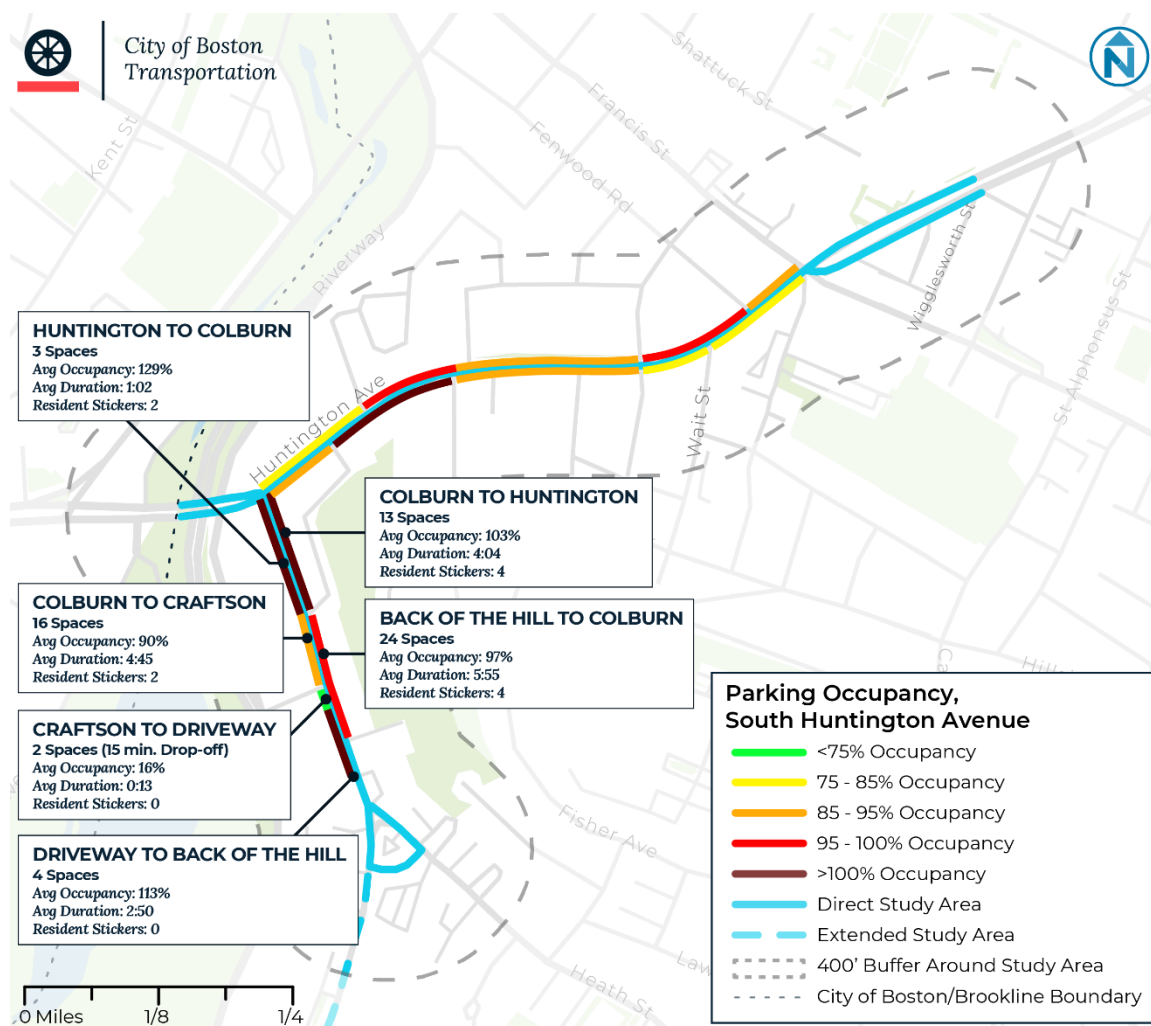 City of Boston
Transportation
N
Shattuck St
Francis St
Kent St
Fenwood Rd
Riverway
Wigglesworth St
St Alphonsus St
HUNTINGTON TO COLBURN
3 Spaces
Avg Occupancy: 129%
Avg Duration: 1:02
Resident Stickers: 2
Huntington Ave
Wait St
COLBURN TO HUNTINGTON
13 Spaces
Avg Occupancy: 103%
Avg Duration: 4:04
Resident Stickers: 4
COLBURN TO CRAFTSON
16 Spaces
Avg Occupancy: 90%
Avg Duration: 4:45
Resident Stickers: 2
BACK OF THE HILL TO COLBURN
24 Spaces
Avg Occupancy: 97%
Avg Duration: 5:55
Resident Stickers: 4
CRAFTSON TO DRIVEWAY
2 Spaces (15 min. Drop-off)
Avg Occupancy: 16%
Avg Duration: 0:13
Resident Stickers: 0
DRIVEWAY TO BACK OF THE HILL
4 Spaces
Avg Occupancy: 113%
Avg Duration: 2:50
Resident Stickers: 0
Fisher Ave
Heath St
Parking Occupancy,
South Huntington Avenue
<75% Occupancy
75 - 85% Occupancy
85 - 95% Occupancy
95 - 100% Occupancy
>100% Occupancy
Direct Study Area
Extended Study Area
400' Buffer Around Study Area
City of Boston/Brookline Boundary
0 Miles 1/8 1/4